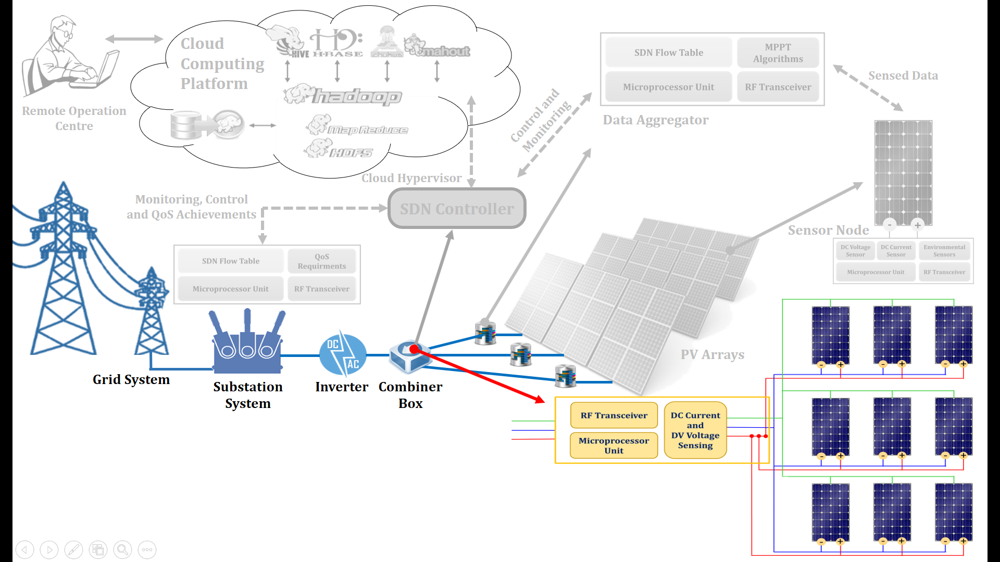 Cloud
Computing
Platform
HIVE
H-BASE
chukwa
mahout
hadoop
Map Reduce
HDFS
Remote Operation
Centre
SDN Flow Table
MPPT
Algorithms
Microprocessor Unit
RF Transceiver
Data Aggregator
Sensed Data
Control and
Monitoring
Cloud Hypervisor
SDN Controller
Monitoring, Control
and QoS Achievements
SDN Flow Table
QoS
Requirments
Microprocessor Unit
RF Transceiver
- +
Sensor Node
DC Voltage
Sensor
DC Current
Sensor
Environmental
Sensors
Microprocessor Unit
RF Transceiver
DC
AC
PV Arrays
Grid System
Substation
System
Inverter
Combiner
Box
RF Transceiver
Microprocessor
Unit
DC Current
and
DV Voltage
Sensing
- + - + - +
- + - + - +
- + - + - +